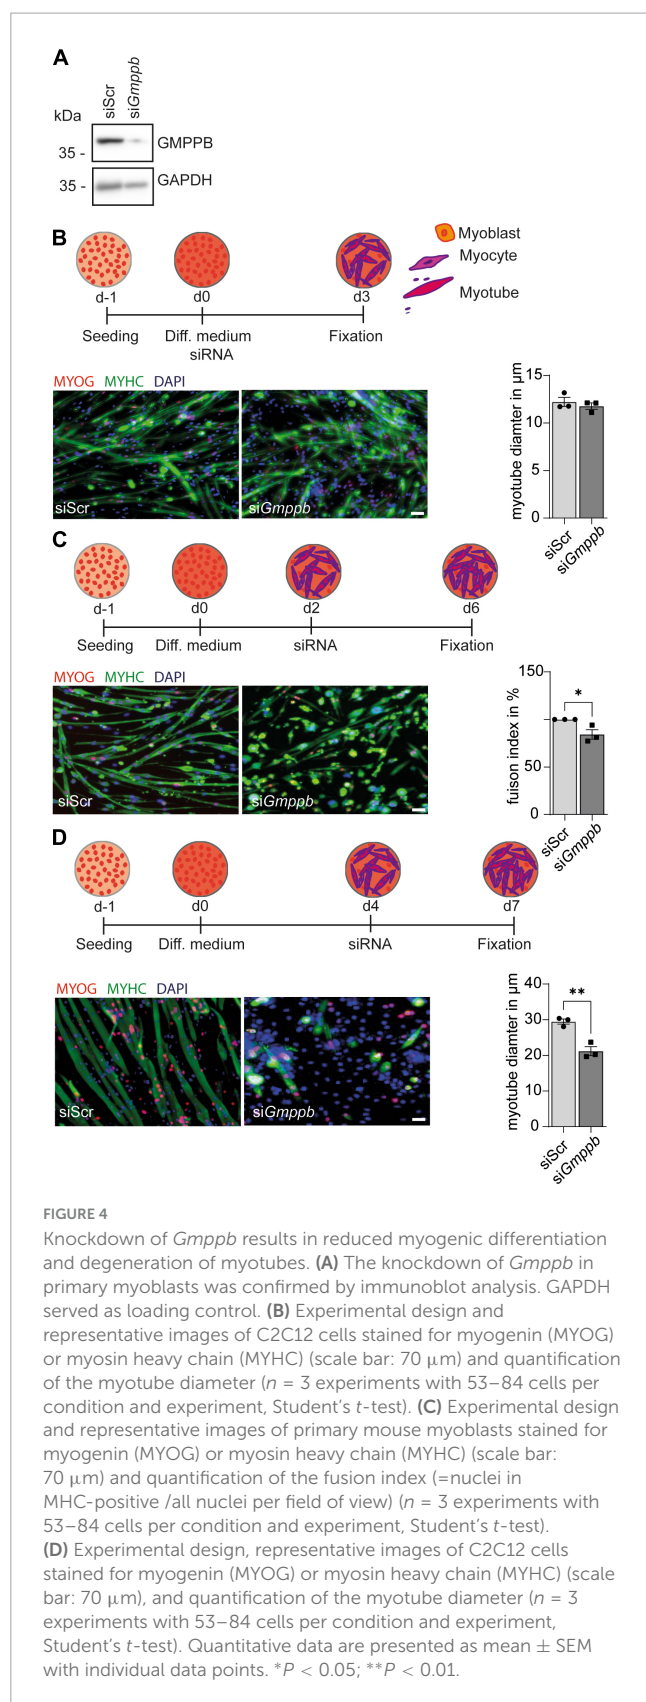 A
siScr
siGmppb
kDa
GMPPB
35 -
GAPDH
35 -
B
Myoblast
Myocyte
Myotube
d-1
d0
d3
Seeding
Diff. medium
siRNA
Fixation
MYOG MYHC DAPI
siScr
siGmppb
myotube diamter in µm
15
10
5
0
siScr
siGmppb
C
d-1
d0
d2
d6
Seeding
Diff. medium
siRNA
Fixation
MYOG MYHC DAPI
siScr
siGmppb
fuison index in %
150
100
50
0
*
siScr
siGmppb
D
d-1
d0
d4
d7
Seeding
Diff. medium
siRNA
Fixation
MYOG MYHC DAPI
siScr
siGmppb
myotube diamter in µm
40
30
20
10
0
**
siScr
siGmppb
FIGURE 4
Knockdown of Gmppb results in reduced myogenic differentiation
and degeneration of myotubes. (A) The knockdown of Gmppb in
primary myoblasts was confirmed by immunoblot analysis. GAPDH
served as loading control. (B) Experimental design and
representative images of C2C12 cells stained for myogenin (MYOG)
or myosin heavy chain (MYHC) (scale bar: 70 µm) and quantification
of the myotube diameter (n = 3 experiments with 53–84 cells per
condition and experiment, Student's t-test). (C) Experimental design
and representative images of primary mouse myoblasts stained for
myogenin (MYOG) or myosin heavy chain (MYHC) (scale bar:
70 µm) and quantification of the fusion index (=nuclei in
MHC-positive /all nuclei per field of view) (n = 3 experiments with
53–84 cells per condition and experiment, Student's t-test).
(D) Experimental design, representative images of C2C12 cells
stained for myogenin (MYOG) or myosin heavy chain (MYHC) (scale
bar: 70 µm), and quantification of the myotube diameter (n = 3
experiments with 53–84 cells per condition and experiment,
Student's t-test). Quantitative data are presented as mean ± SEM
with individual data points. *P < 0.05; **P < 0.01.